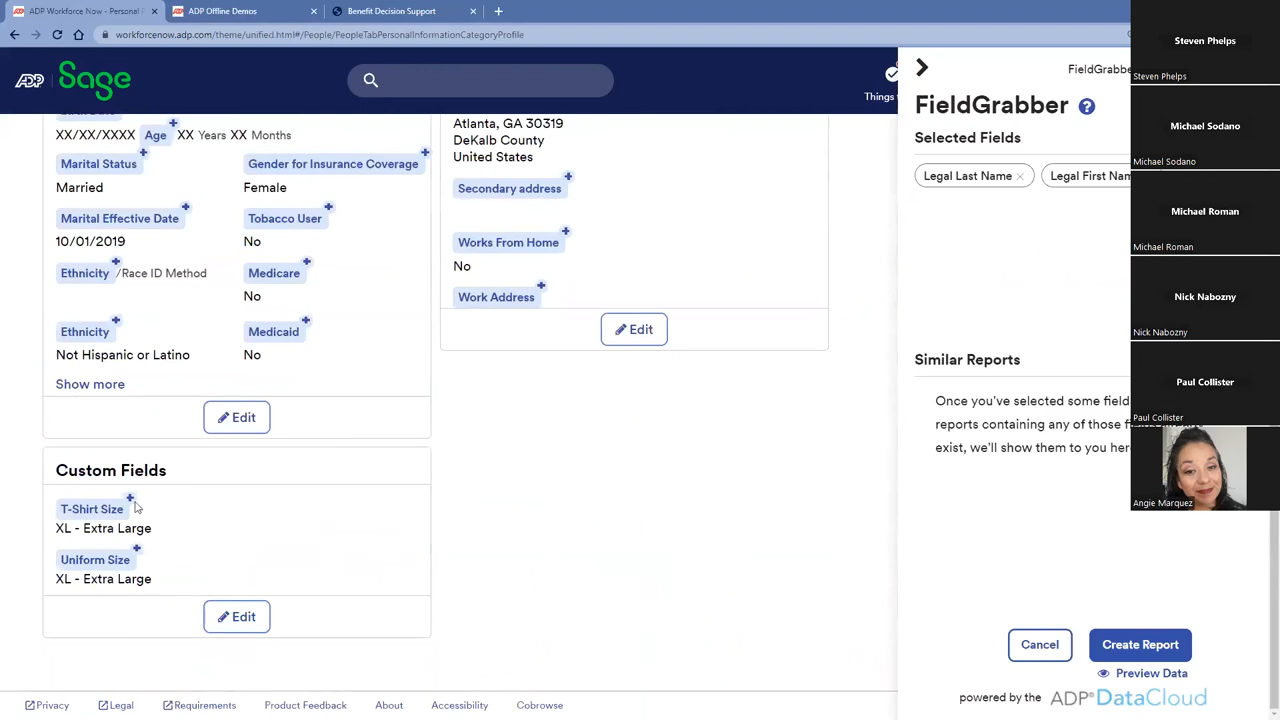 ADP Workforce Now - Personal P
ADP Offline Demos
Benefit Decision Support
workforcenow.adp.com/theme/unified.html#/People/PeopleTabPersonalInformationCategoryProfile
ADP Sage
Things
Birth Date
XX/XX/XXXX Age XX Years XX Months
Marital Status
Married
Gender for Insurance Coverage
Female
Marital Effective Date
10/01/2019
Tobacco User
No
Ethnicity /Race ID Method
Medicare
No
Ethnicity
Not Hispanic or Latino
Medicaid
No
Show more
Edit
Custom Fields
T-Shirt Size
XL - Extra Large
Uniform Size
XL - Extra Large
Edit
Atlanta, GA 30319
DeKalb County
United States
Secondary address
Works From Home
No
Work Address
Edit
FieldGrabbe
FieldGrabber
Selected Fields
Legal Last Name
Legal First Nam
Similar Reports
Once you've selected some field
reports containing any of those
exist, we'll show them to you her
Cancel
Create Report
Preview Data
powered by the ADP DataCloud
Steven Phelps
Steven Phelps
Michael Sodano
Michael Sodano
Michael Roman
Michael Roman
Nick Nabozny
Nick Nabozny
Paul Collister
Paul Collister
Angie Marquez
Privacy
Legal
Requirements
Product Feedback
About
Accessibility
Cobrowse